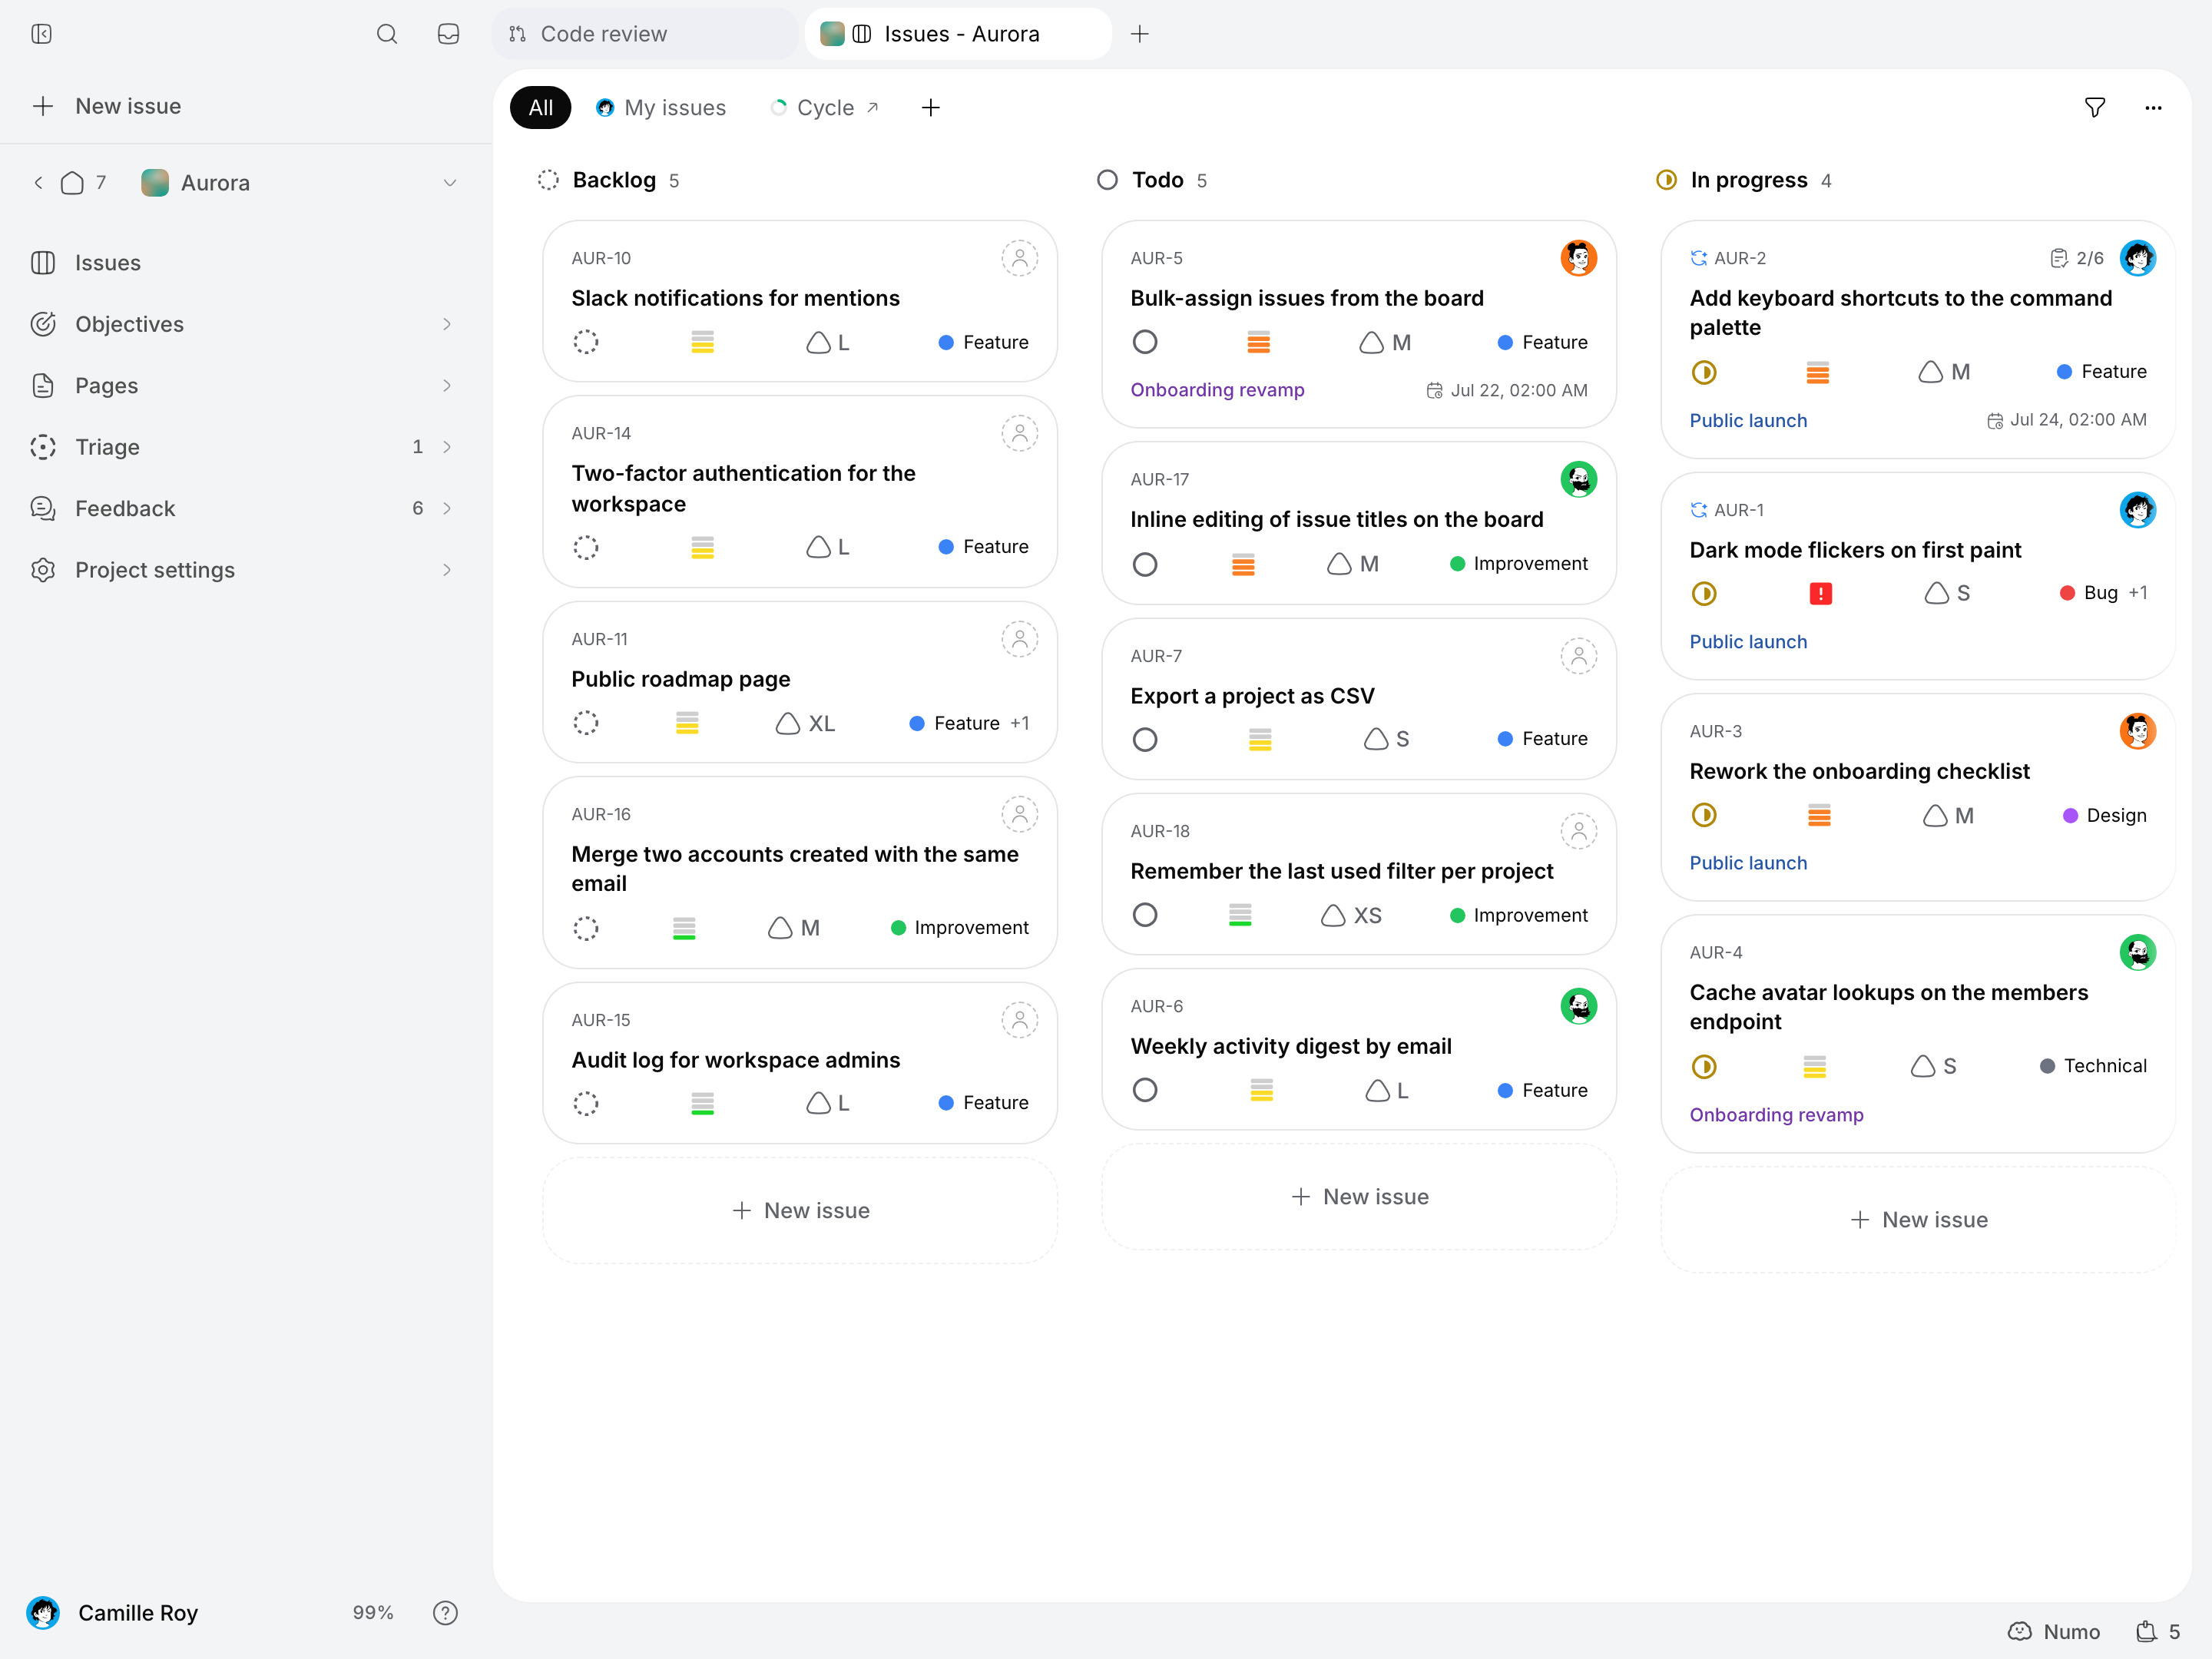 Code review
Issues - Aurora
New issue
7
Aurora
Issues
Objectives
Pages
Triage 1
Feedback 6
Project settings
Camille Roy
99%
All
My issues
Cycle
Backlog 5
AUR-10
Slack notifications for mentions
L Feature
AUR-14
Two-factor authentication for the
workspace
L Feature
AUR-11
Public roadmap page
XL Feature +1
AUR-16
Merge two accounts created with the same
email
M Improvement
AUR-15
Audit log for workspace admins
L Feature
New issue
Todo 5
AUR-5
Bulk-assign issues from the board
M Feature
Onboarding revamp Jul 22, 02:00 AM
AUR-17
Inline editing of issue titles on the board
M Improvement
AUR-7
Export a project as CSV
S Feature
AUR-18
Remember the last used filter per project
XS Improvement
AUR-6
Weekly activity digest by email
L Feature
New issue
In progress 4
AUR-2 2/6
Add keyboard shortcuts to the command
palette
M Feature
Public launch Jul 24, 02:00 AM
AUR-1
Dark mode flickers on first paint
S Bug +1
Public launch
AUR-3
Rework the onboarding checklist
M Design
Public launch
AUR-4
Cache avatar lookups on the members
endpoint
S Technical
Onboarding revamp
New issue
Numo
5